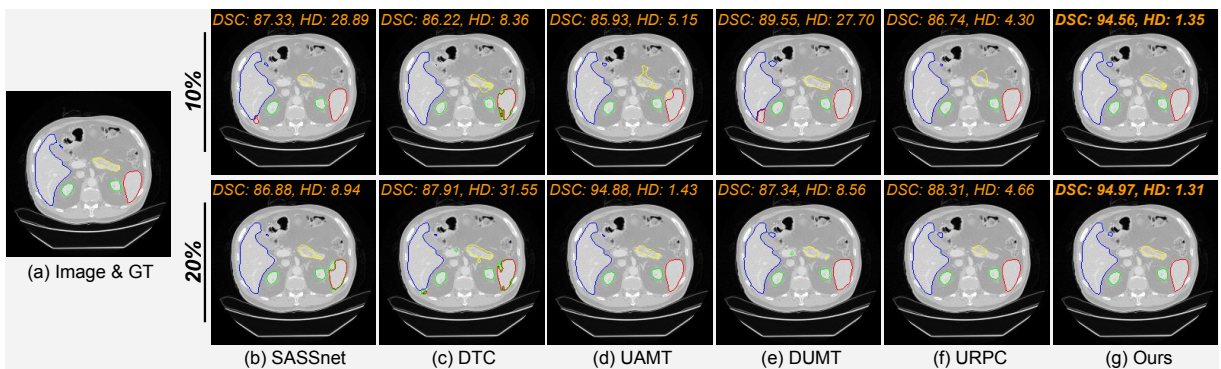 DSC: 87.33, HD: 28.89
DSC: 86.22, HD: 8.36
DSC: 85.93, HD: 5.15
DSC: 89.55, HD: 27.70
DSC: 86.74, HD: 4.30
DSC: 94.56, HD: 1.35
10%
DSC: 86.88, HD: 8.94
DSC: 87.91, HD: 31.55
DSC: 94.88, HD: 1.43
DSC: 87.34, HD: 8.56
DSC: 88.31, HD: 4.66
DSC: 94.97, HD: 1.31
20%
(a) Image & GT
(b) SASSnet
(c) DTC
(d) UAMT
(e) DUMT
(f) URPC
(g) Ours